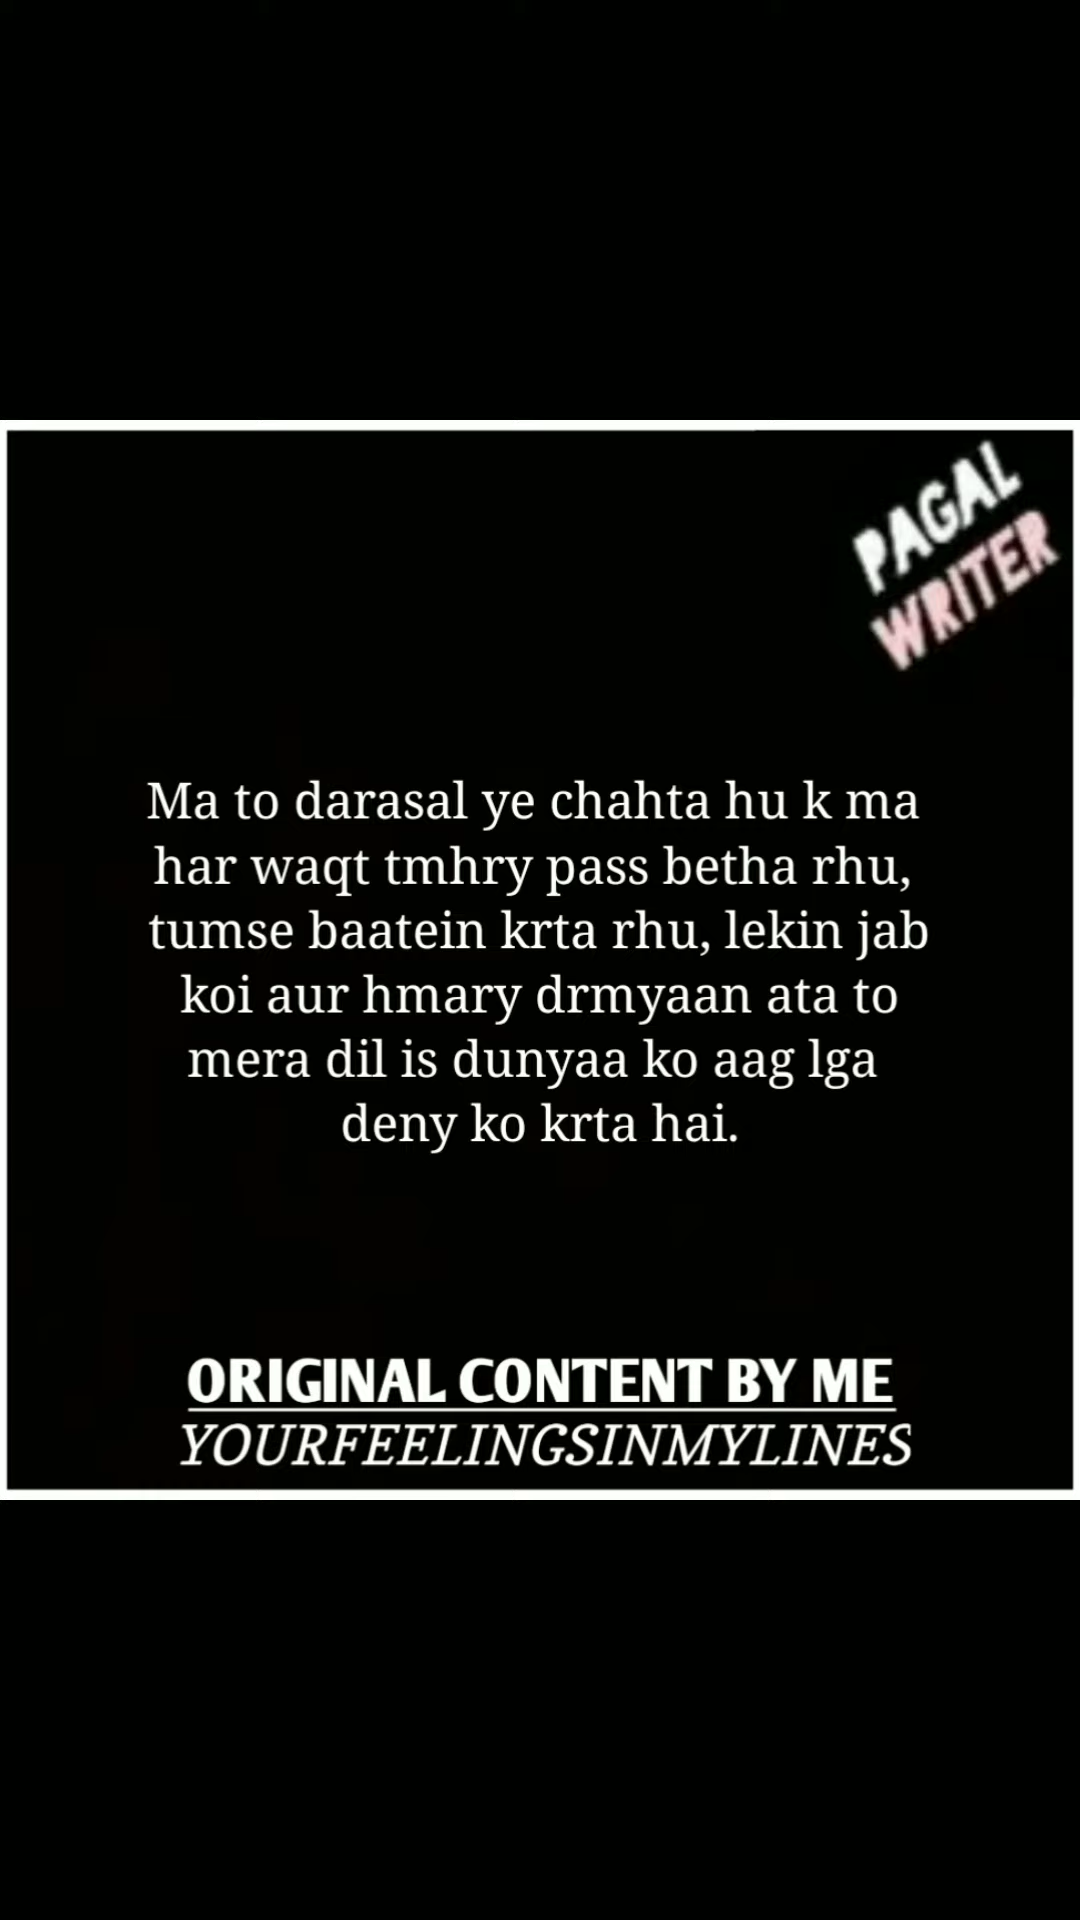 PAGAL
WRITER
Ma to darasal ye chahta hu k ma
har waqt tmhry pass betha rhu,
tumse baatein krta rhu, lekin jab
koi aur hmary drmyaan ata to
mera dil is dunyaa ko aag lga
deny ko krta hai.
ORIGINAL CONTENT BY ME
YOURFEELINGSINMYLINES